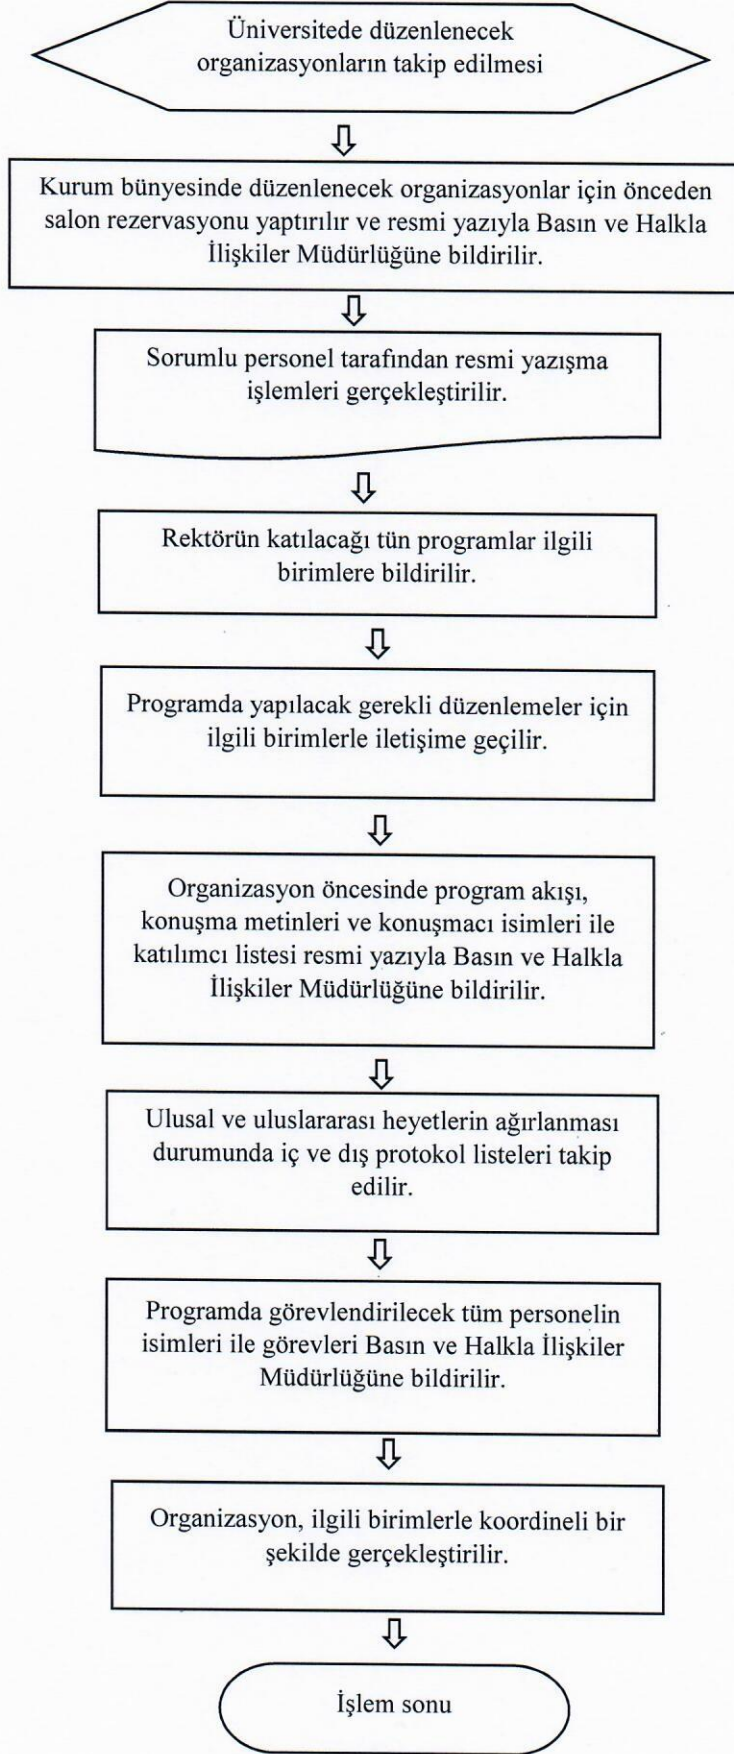 Üniversitede düzenlenecek
organizasyonların takip edilmesi
Kurum bünyesinde düzenlenecek organizasyonlar için önceden
salon rezervasyonu yaptırılır ve resmi yazıyla Basın ve Halkla
İlişkiler Müdürlüğüne bildirilir.
Sorumlu personel tarafından resmi yazışma
işlemleri gerçekleştirilir.
Rektörün katılacağı tün programlar ilgili
birimlere bildirilir.
Programda yapılacak gerekli düzenlemeler için
ilgili birimlerle iletişime geçilir.
Organizasyon öncesinde program akışı,
konuşma metinleri ve konuşmacı isimleri ile
katılımcı listesi resmi yazıyla Basın ve Halkla
İlişkiler Müdürlüğüne bildirilir.
Ulusal ve uluslararası heyetlerin ağırlanması
durumunda iç ve dış protokol listeleri takip
edilir.
Programda görevlendirilecek tüm personelin
isimleri ile görevleri Basın ve Halkla İlişkiler
Müdürlüğüne bildirilir.
Organizasyon, ilgili birimlerle koordineli bir
şekilde gerçekleştirilir.
İşlem sonu